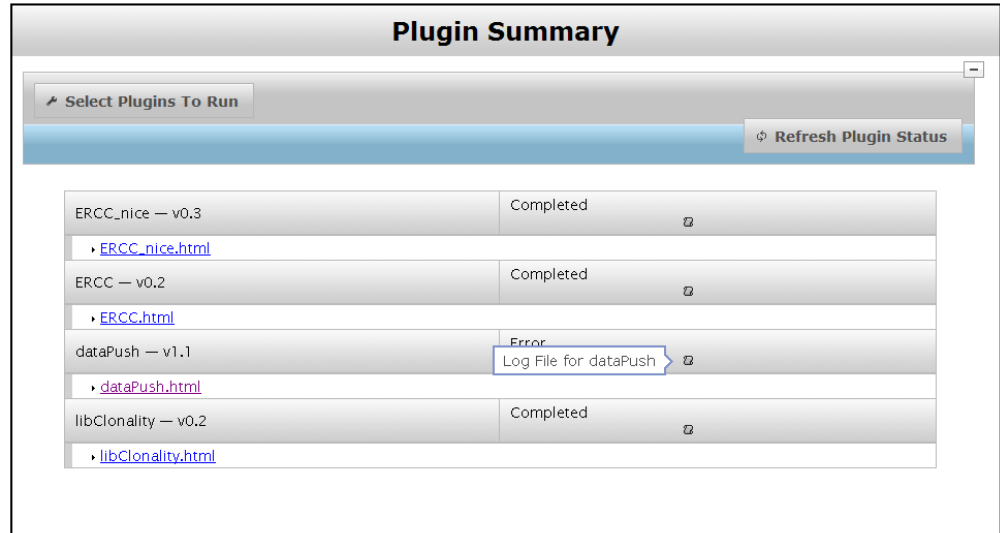 Plugin Summary
Select Plugins To Run
Refresh Plugin Status
ERCC_nice — v0.3
Completed
ERCC_nice.html
ERCC — v0.2
Completed
ERCC.html
dataPush — v1.1
Error
Log File for dataPush
dataPush.html
libClonality — v0.2
Completed
libClonality.html